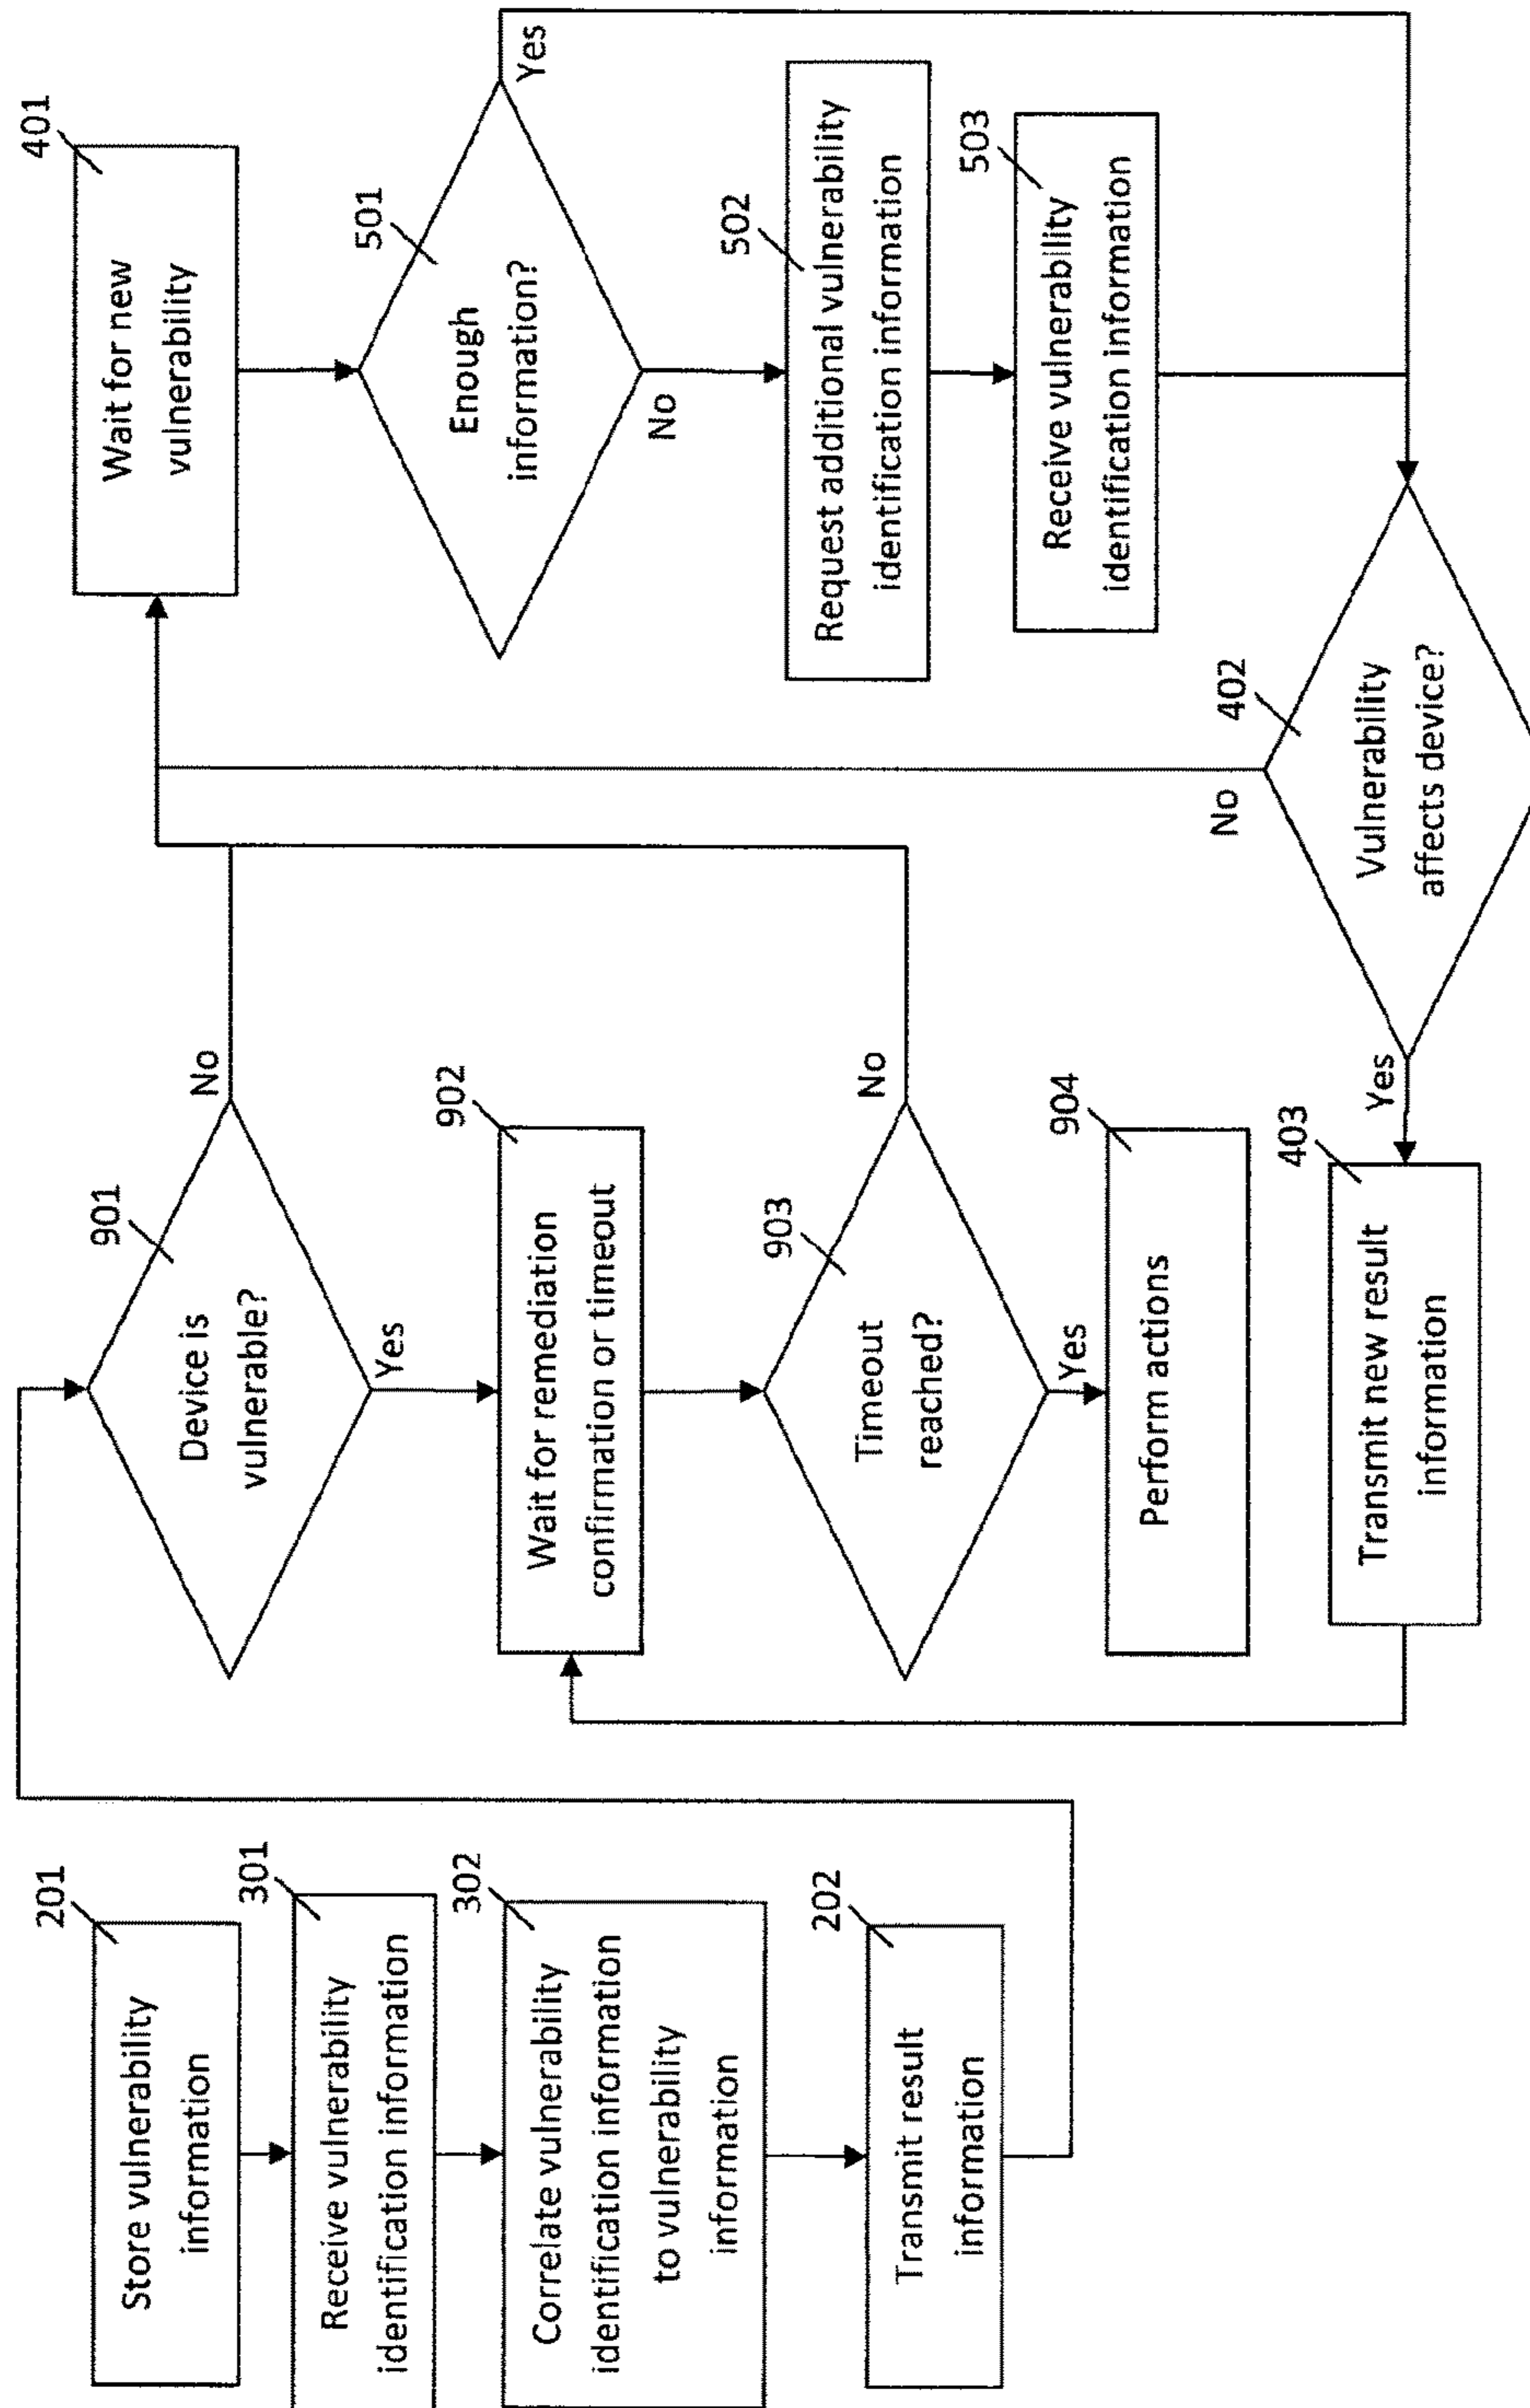 201
Store vulnerability
information
301
Receive vulnerability
identification information
302
Correlate vulnerability
identification information
to vulnerability
information
202
Transmit result
information
901
Device is
vulnerable?
No
Yes
902
Wait for remediation
confirmation or timeout
903
Timeout
reached?
No
Yes
904
Perform actions
403
Transmit new result
information
401
Wait for new
vulnerability
501
Enough
information?
Yes
No
502
Request additional vulnerability
identification information
503
Receive vulnerability
identification information
402
Vulnerability
affects device?
No
Yes